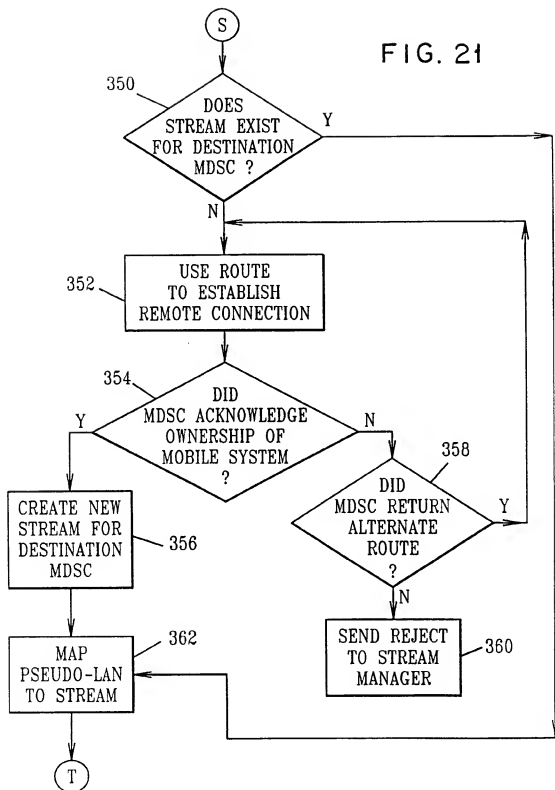 S
FIG. 21
350
DOES
STREAM EXIST
FOR DESTINATION
MDSC ?
Y
N
352
USE ROUTE
TO ESTABLISH
REMOTE CONNECTION
354
DID
MDSC ACKNOWLEDGE
OWNERSHIP OF
MOBILE SYSTEM
?
Y
N
358
DID
MDSC RETURN
ALTERNATE
ROUTE
?
Y
N
CREATE NEW
STREAM FOR
DESTINATION
MDSC
356
362
MAP
PSEUDO-LAN
TO STREAM
SEND REJECT
TO STREAM
MANAGER
360
T